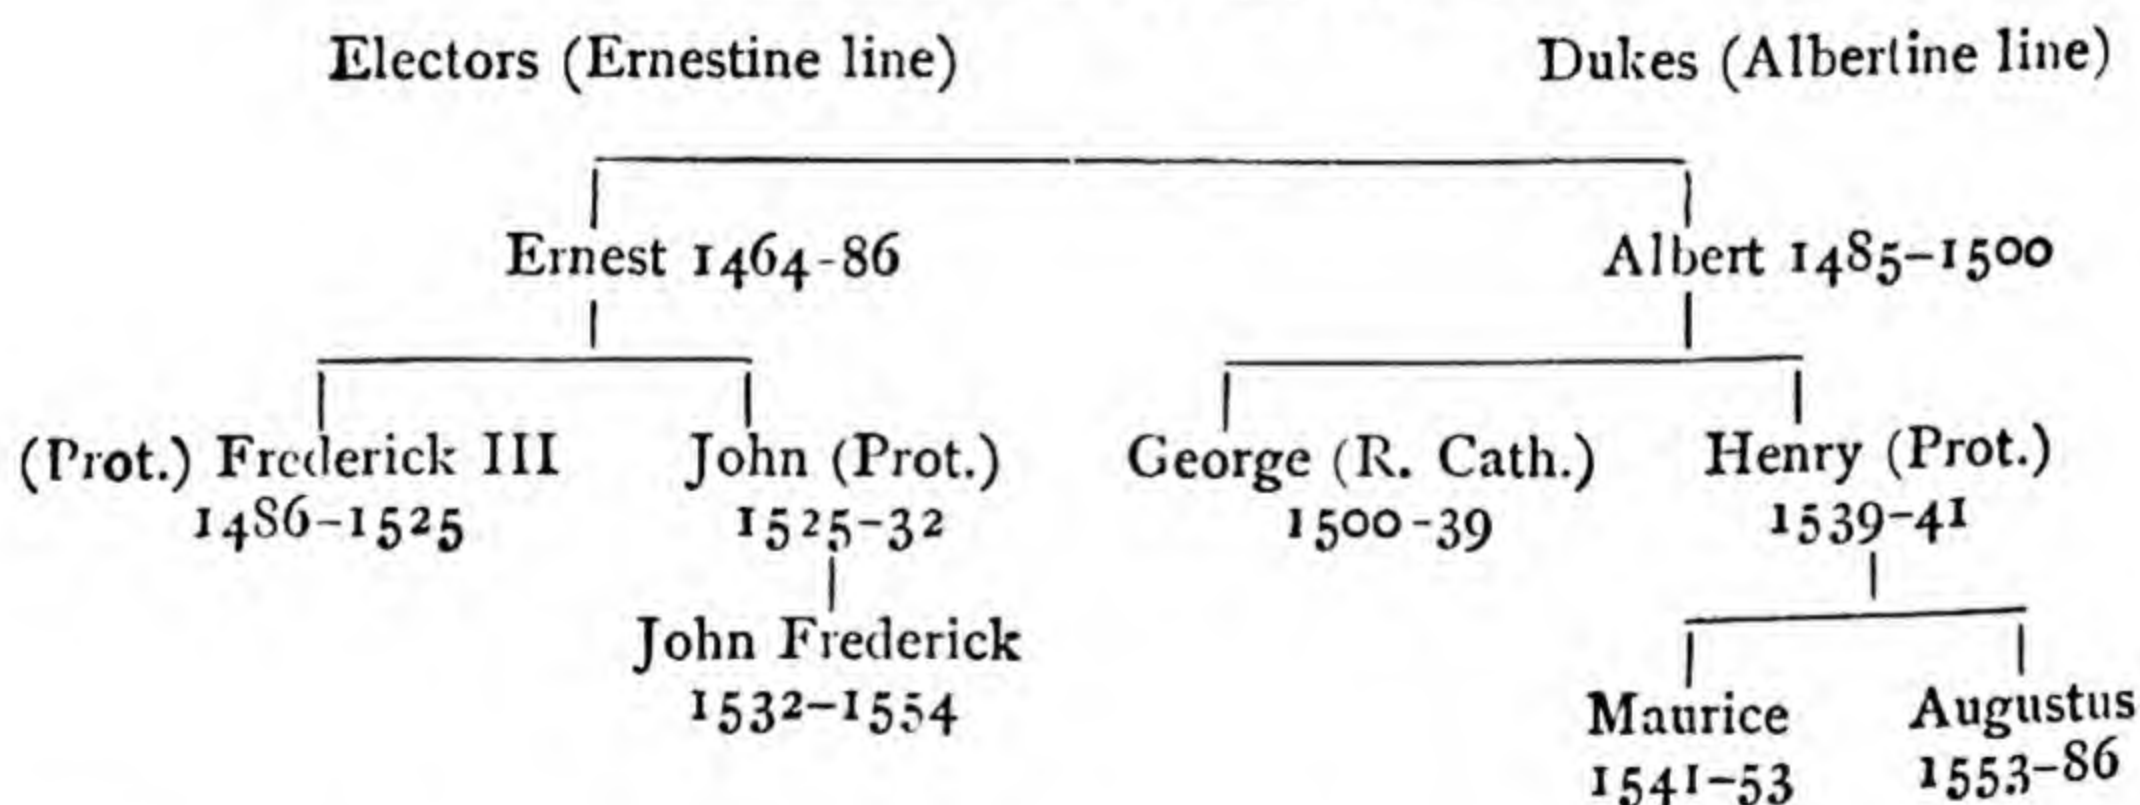 Electors (Ernestine line) Dukes (Albertine line)
Ernest 1464-86 Albert 1485-1500
(Prot.) Frederick III John (Prot.) George (R. Cath.) Henry (Prot.)
1486-1525 1525-32 1500-39 1539-41
John Frederick
1532-1554
Maurice Augustus
1541-53 1553-86